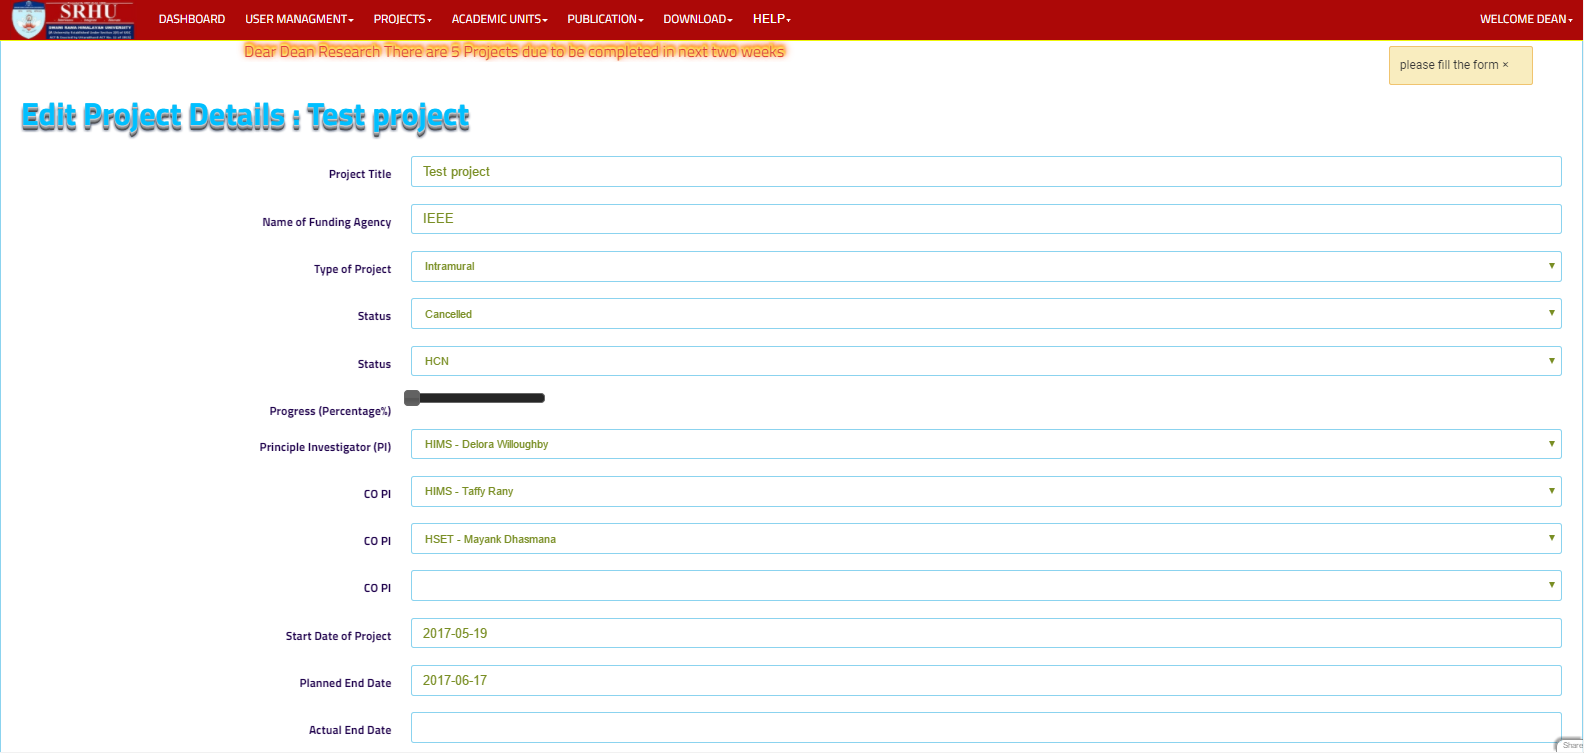 SRHU
SWAMI RAMA HIMALAYAN UNIVERSITY
DASHBOARD USER MANAGMENT PROJECTS ACADEMIC UNITS PUBLICATION DOWNLOAD HELP WELCOME DEAN
Dear Dean Research There are 5 Projects due to be completed in next two weeks
please fill the form ×
Edit Project Details : Test project
Project Title Test project
Name of Funding Agency IEEE
Type of Project Intramural
Status Cancelled
Status HCN
Progress (Percentage%)
Principle Investigator (PI) HIMS - Delora Willoughby
CO PI HIMS - Taffy Rany
CO PI HSET - Mayank Dhasmana
CO PI
Start Date of Project 2017-05-19
Planned End Date 2017-06-17
Actual End Date
Share